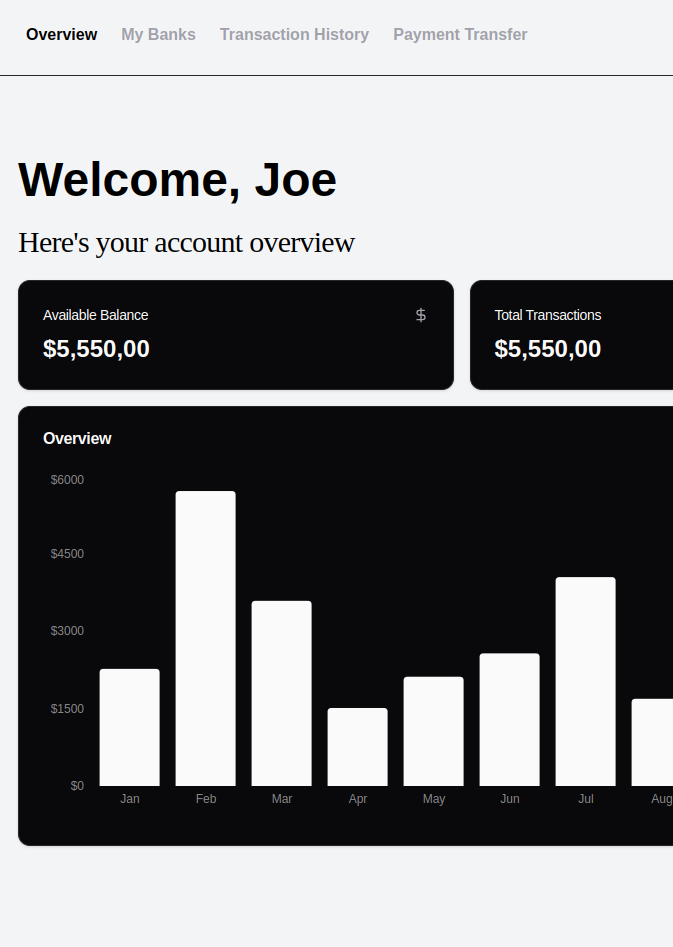 Overview My Banks Transaction History Payment Transfer
Welcome, Joe
Here's your account overview
Available Balance $
$5,550,00
Total Transactions
$5,550,00
Overview
$6000
$4500
$3000
$1500
$0
Jan Feb Mar Apr May Jun Jul Aug